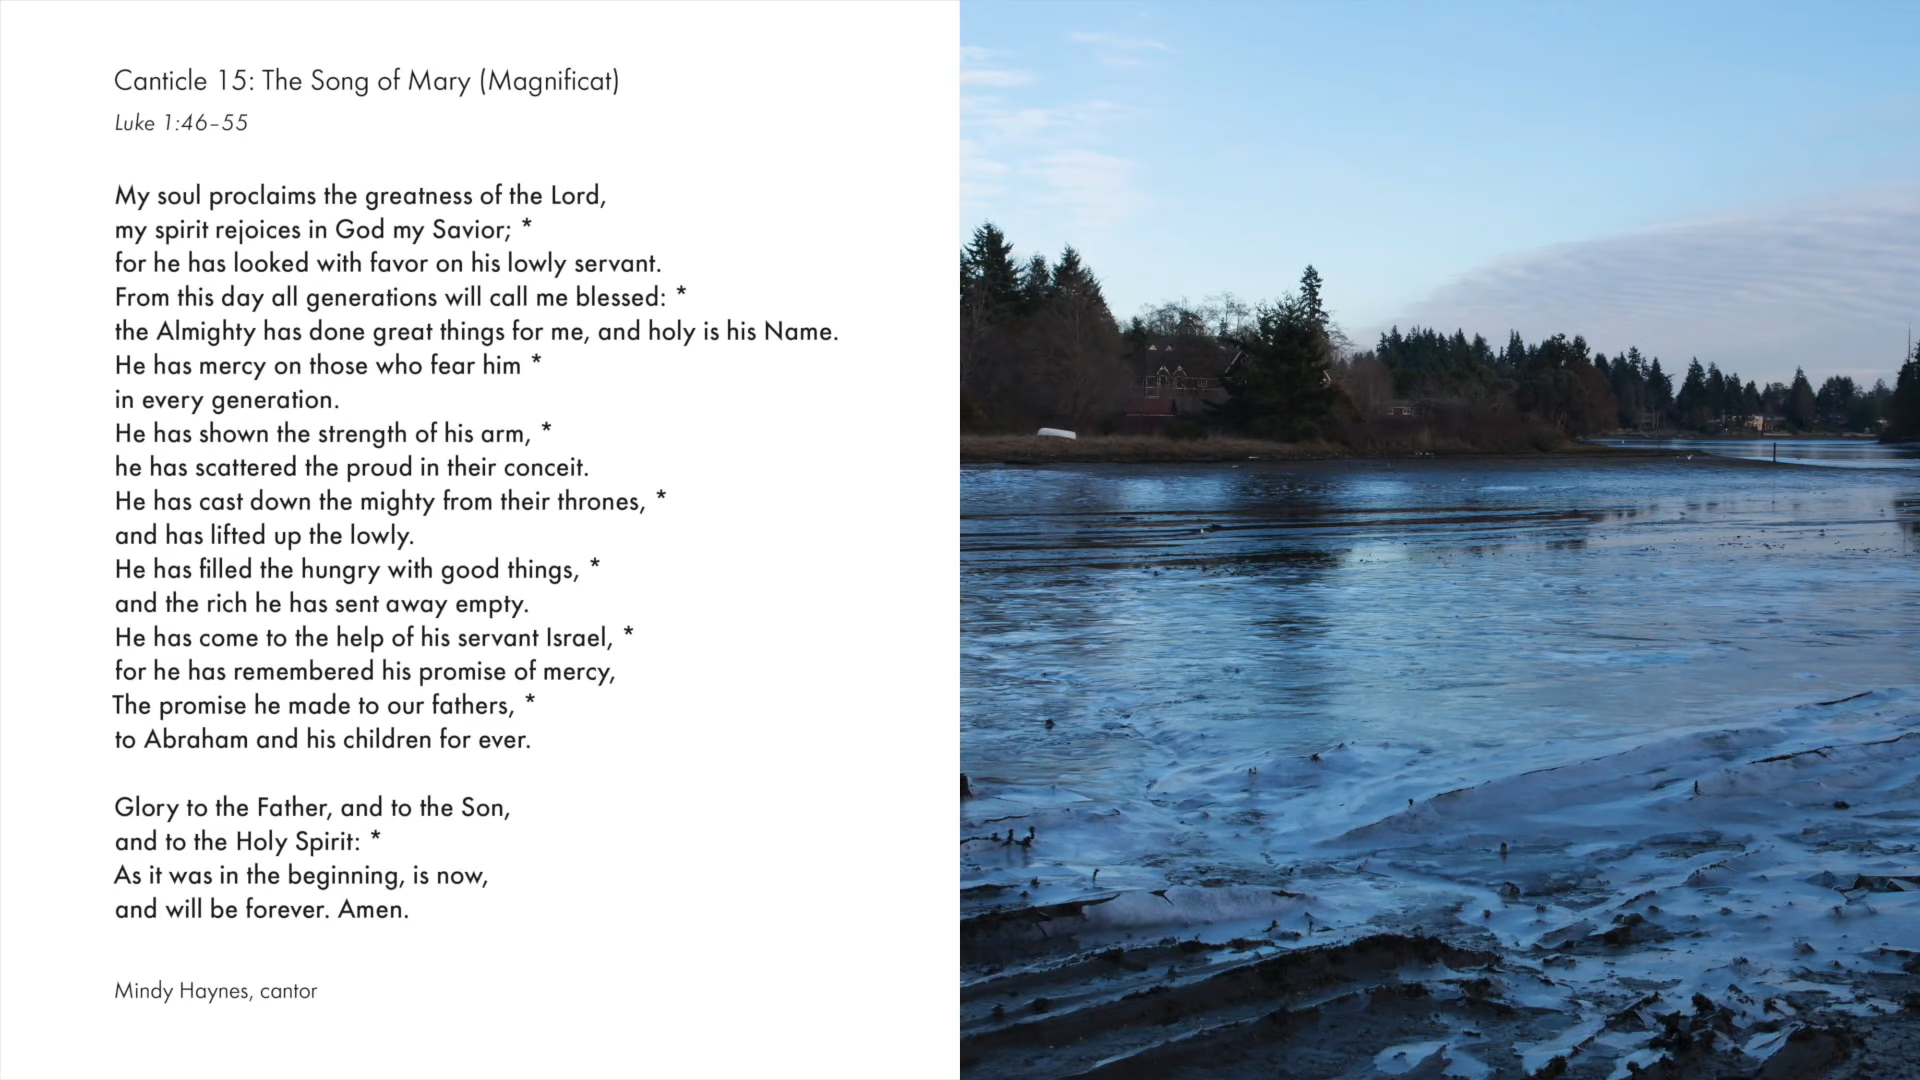 Canticle 15: The Song of Mary (Magnificat)
Luke 1:46–55
My soul proclaims the greatness of the Lord,
my spirit rejoices in God my Savior; *
for he has looked with favor on his lowly servant.
From this day all generations will call me blessed: *
the Almighty has done great things for me, and holy is his Name.
He has mercy on those who fear him *
in every generation.
He has shown the strength of his arm, *
he has scattered the proud in their conceit.
He has cast down the mighty from their thrones, *
and has lifted up the lowly.
He has filled the hungry with good things, *
and the rich he has sent away empty.
He has come to the help of his servant Israel, *
for he has remembered his promise of mercy,
The promise he made to our fathers, *
to Abraham and his children for ever.
Glory to the Father, and to the Son,
and to the Holy Spirit: *
As it was in the beginning, is now,
and will be forever. Amen.
Mindy Haynes, cantor